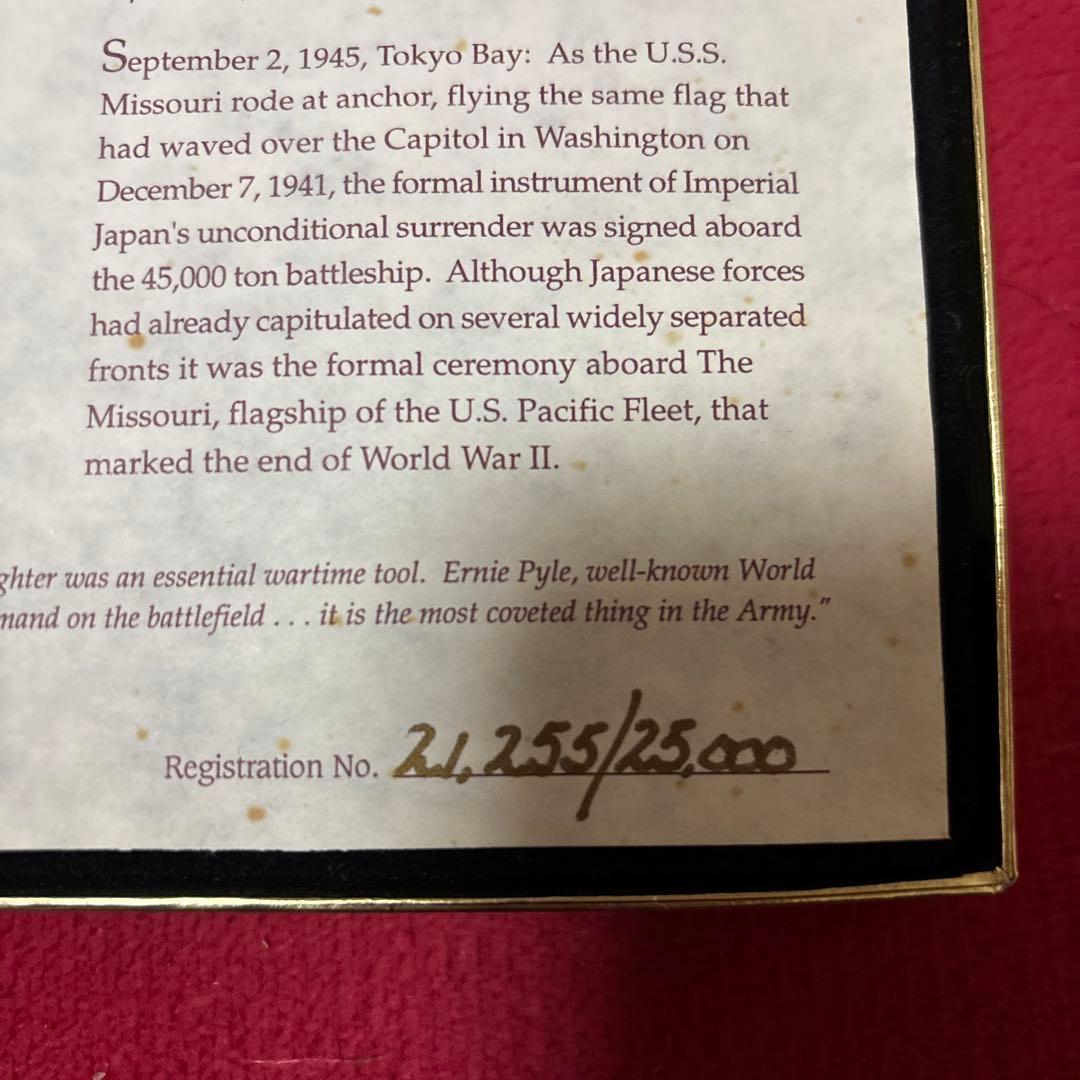 September 2, 1945, Tokyo Bay: As the U.S.S.
Missouri rode at anchor, flying the same flag that
had waved over the Capitol in Washington on
December 7, 1941, the formal instrument of Imperial
Japan's unconditional surrender was signed aboard
the 45,000 ton battleship. Although Japanese forces
had already capitulated on several widely separated
fronts it was the formal ceremony aboard The
Missouri, flagship of the U.S. Pacific Fleet, that
marked the end of World War II.
ghter was an essential wartime tool. Ernie Pyle, well-known World
mand on the battlefield . . . it is the most coveted thing in the Army."
Registration No. 21,255/25,000